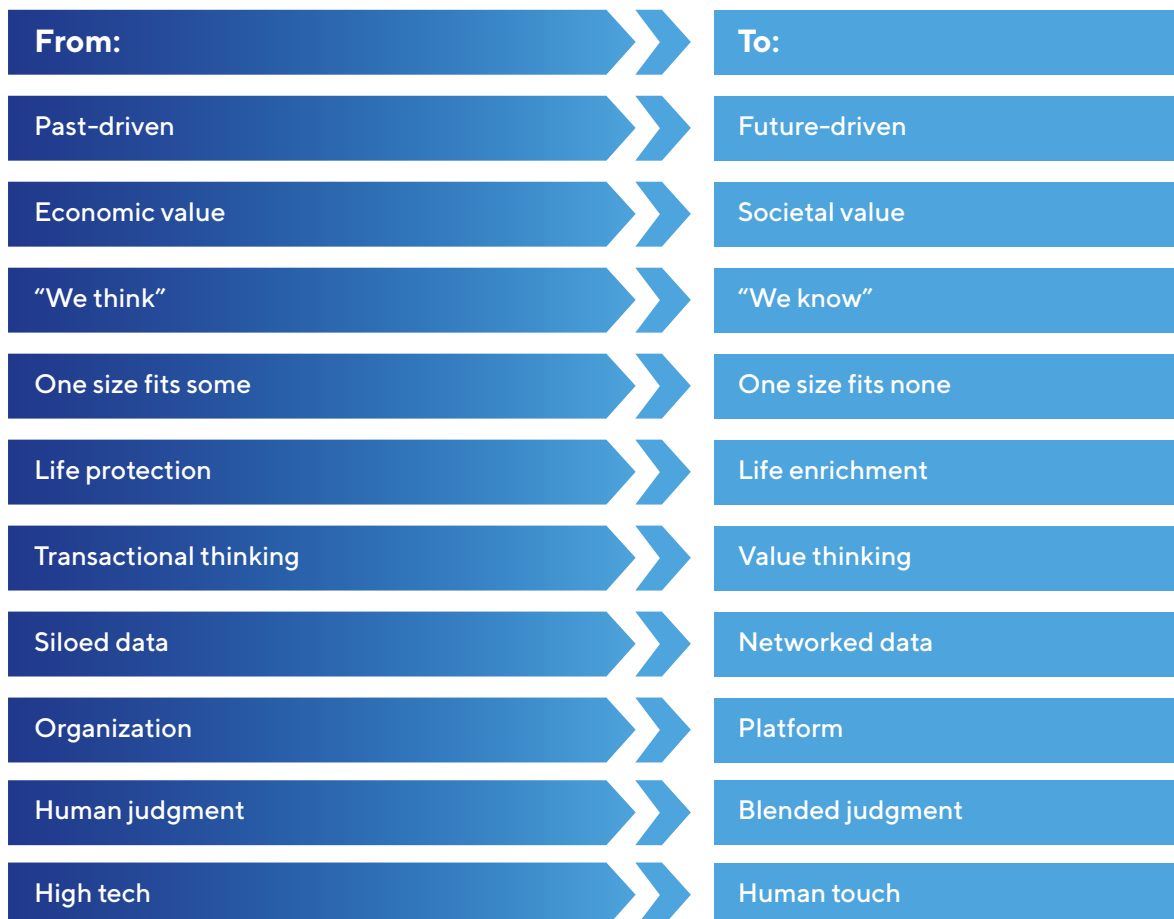 From:
To:
Past-driven
Future-driven
Economic value
Societal value
“We think”
“We know”
One size fits some
One size fits none
Life protection
Life enrichment
Transactional thinking
Value thinking
Siloed data
Networked data
Organization
Platform
Human judgment
Blended judgment
High tech
Human touch